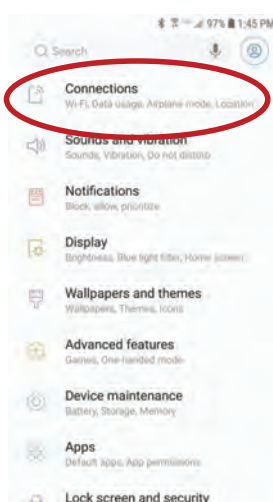 97% 1:45 PM
Search
Connections
Wi-Fi, Data usage, Airplane mode, Location
Sounds and vibration
Sounds, Vibration, Do not disturb
Notifications
Block, allow, prioritize
Display
Brightness, Blue light filter, Home screen
Wallpapers and themes
Wallpapers, Themes, Icons
Advanced features
Games, One-handed mode
Device maintenance
Battery, Storage, Memory
Apps
Default apps, App permissions
Lock screen and security